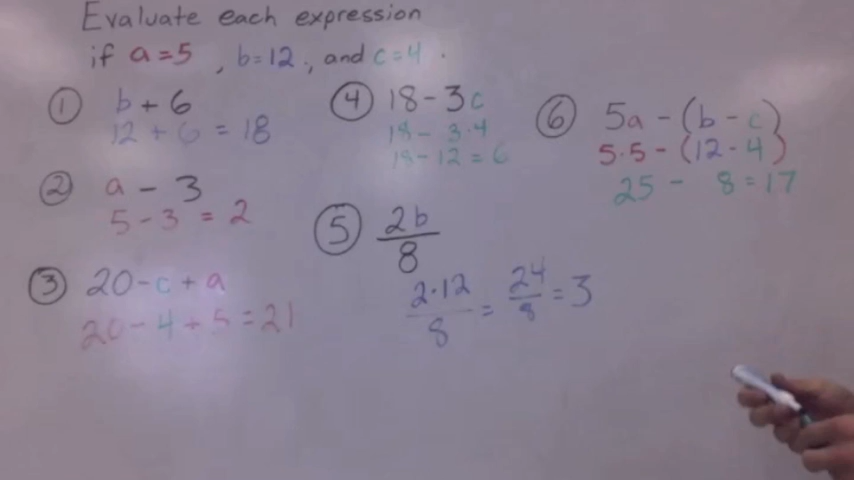 Evaluate each expression
if a=5, b=12, and c=4.
① b + 6
12 + 6 = 18
② a - 3
5 - 3 = 2
③ 20 - c + a
20 - 4 + 5 = 21
④ 18 - 3c
18 - 3·4
18 - 12 = 6
⑤ 2b
8
2·12 = 24 = 3
8 8
⑥ 5a - (b - c)
5·5 - (12 - 4)
25 - 8 = 17